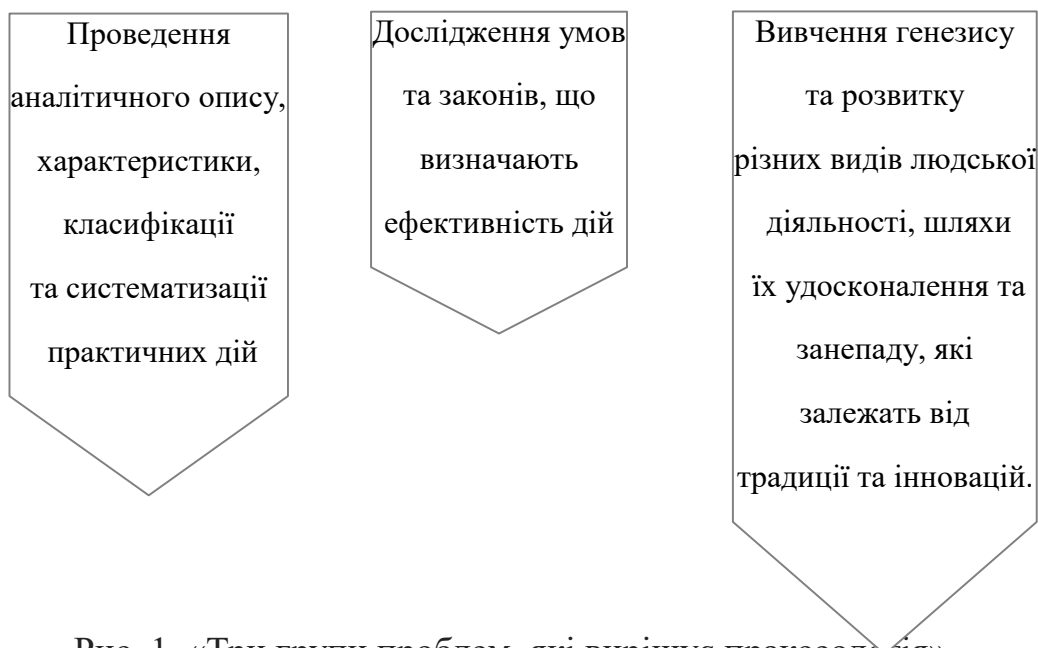 Проведення
аналітичного опису,
характеристики,
класифікації
та систематизації
практичних дій
Дослідження умов
та законів, що
визначають
ефективність дій
Вивчення генезису
та розвитку
різних видів людської
діяльності, шляхи
їх удосконалення та
занепаду, які
залежать від
традиції та інновацій.
Рис. 1. «Три групи проблем, які вирішує